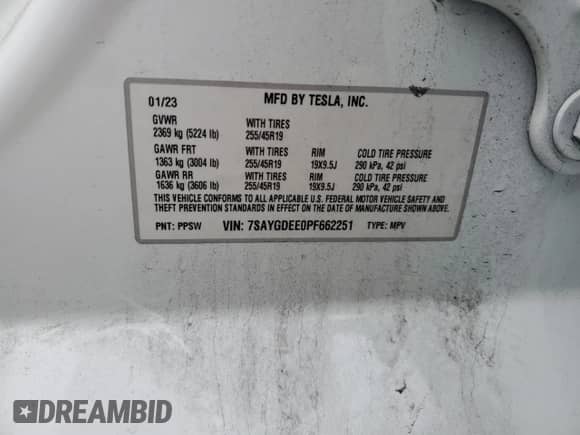 01/23 MFD BY TESLA, INC.
GVWR WITH TIRES
2369 kg (5224 lb) 255/45R19
GAWR FRT WITH TIRES RIM COLD TIRE PRESSURE
1363 kg (3004 lb) 255/45R19 19X9.5J 290 kPa, 42 psi
GAWR RR WITH TIRES RIM COLD TIRE PRESSURE
1636 kg (3606 lb) 255/45R19 19X9.5J 290 kPa, 42 psi
THIS VEHICLE CONFORMS TO ALL APPLICABLE U.S. FEDERAL MOTOR VEHICLE SAFETY AND
THEFT PREVENTION STANDARDS IN EFFECT ON THE DATE OF MANUFACTURE SHOWN ABOVE.
PNT: PPSW VIN: 7SAYGDEE0PF662251 TYPE: MPV
DREAMBID